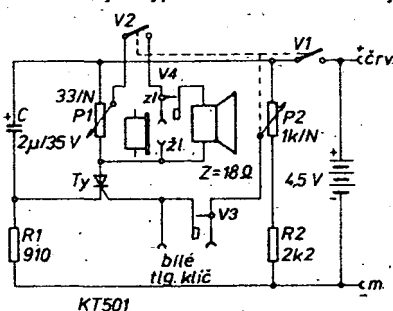 V2
V1
+ črv.
V4
33/N
P1
zl
žl.
+ C
2µ/35 V
P2
1k/N
Z=18Ω
+
4,5 V
-
Ty
V3
R1
910
R2
2k2
bílé
tlg. klíč
m.
-
KT501